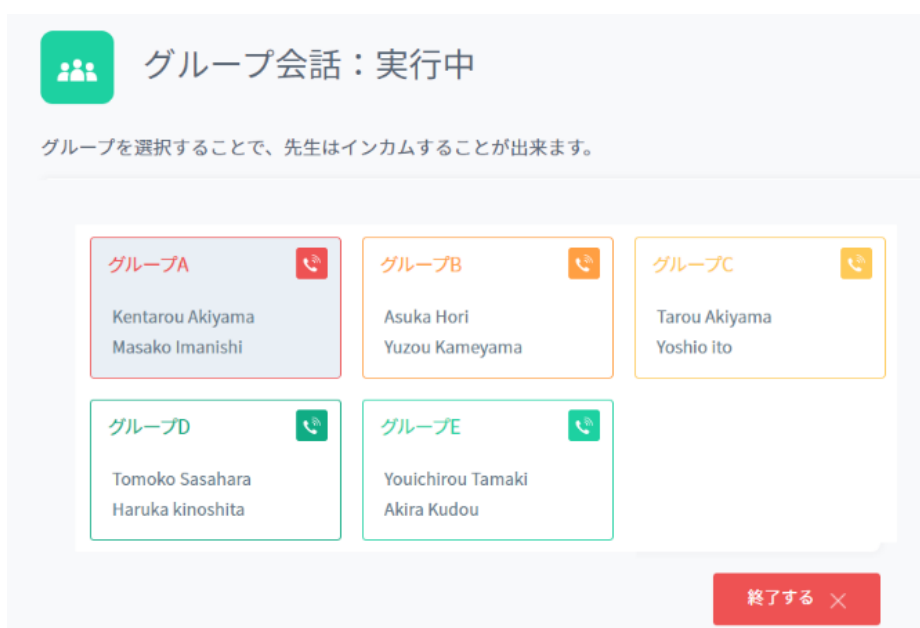 グループ会話：実行中
グループを選択することで、先生はインカムすることが出来ます。
グループA
Kentarou Akiyama
Masako Imanishi
グループB
Asuka Hori
Yuzou Kameyama
グループC
Tarou Akiyama
Yoshio ito
グループD
Tomoko Sasahara
Haruka kinoshita
グループE
Youichirou Tamaki
Akira Kudou
終了する